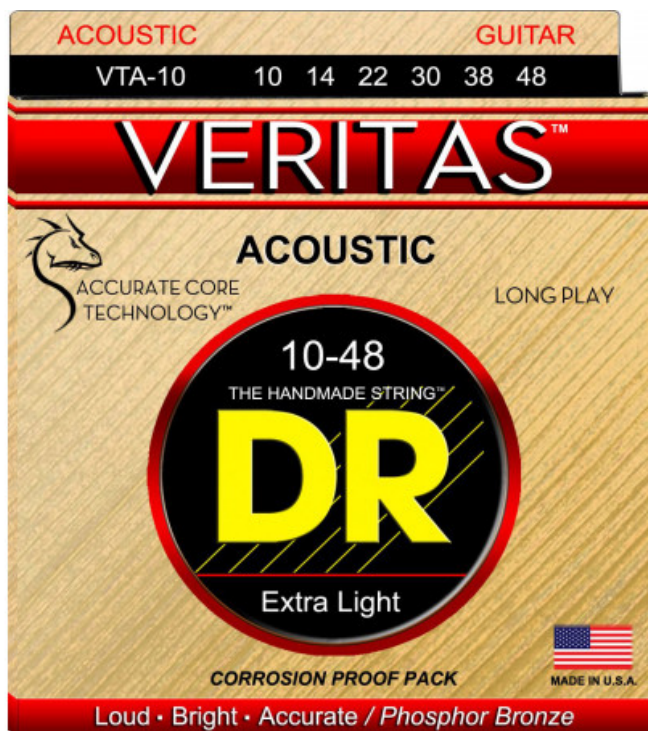 ACOUSTIC GUITAR
VTA-10 10 14 22 30 38 48
VERITAS™
ACOUSTIC
ACCURATE CORE
TECHNOLOGY™
LONG PLAY
10-48
THE HANDMADE STRING™
DR
Extra Light
CORROSION PROOF PACK
MADE IN U.S.A.
Loud • Bright • Accurate / Phosphor Bronze